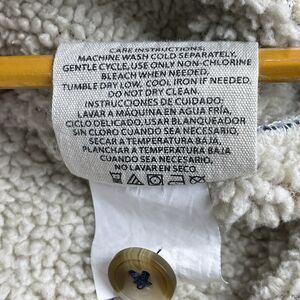 CARE INSTRUCTIONS:
MACHINE WASH COLD SEPARATELY,
GENTLE CYCLE, USE ONLY NON-CHLORINE
BLEACH WHEN NEEDED,
TUMBLE DRY LOW, COOL IRON IF NEEDED,
DO NOT DRY CLEAN.
INSTRUCCIONES DE CUIDADO:
LAVAR A MÁQUINA EN AGUA FRÍA,
CICLO DELICADO, USAR BLANQUEADOR
SIN CLORO CUANDO SEA NECESARIO,
SECAR A TEMPERATURA BAJA,
PLANCHAR A TEMPERATURA BAJA
CUANDO SEA NECESARIO.
NO LAVAR EN SECO.